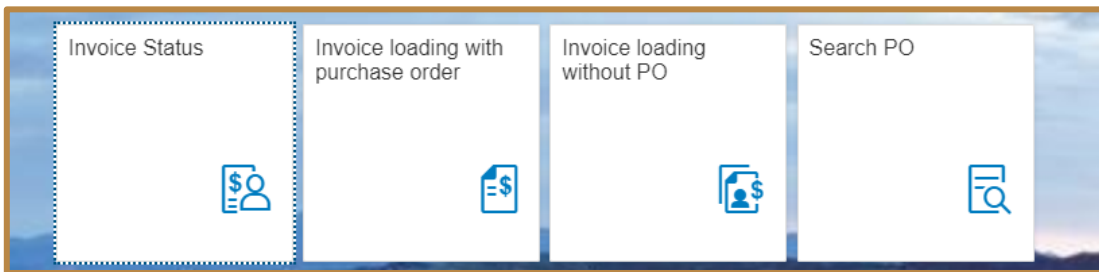 Invoice Status
Invoice loading with
purchase order
Invoice loading
without PO
Search PO
$
$
$